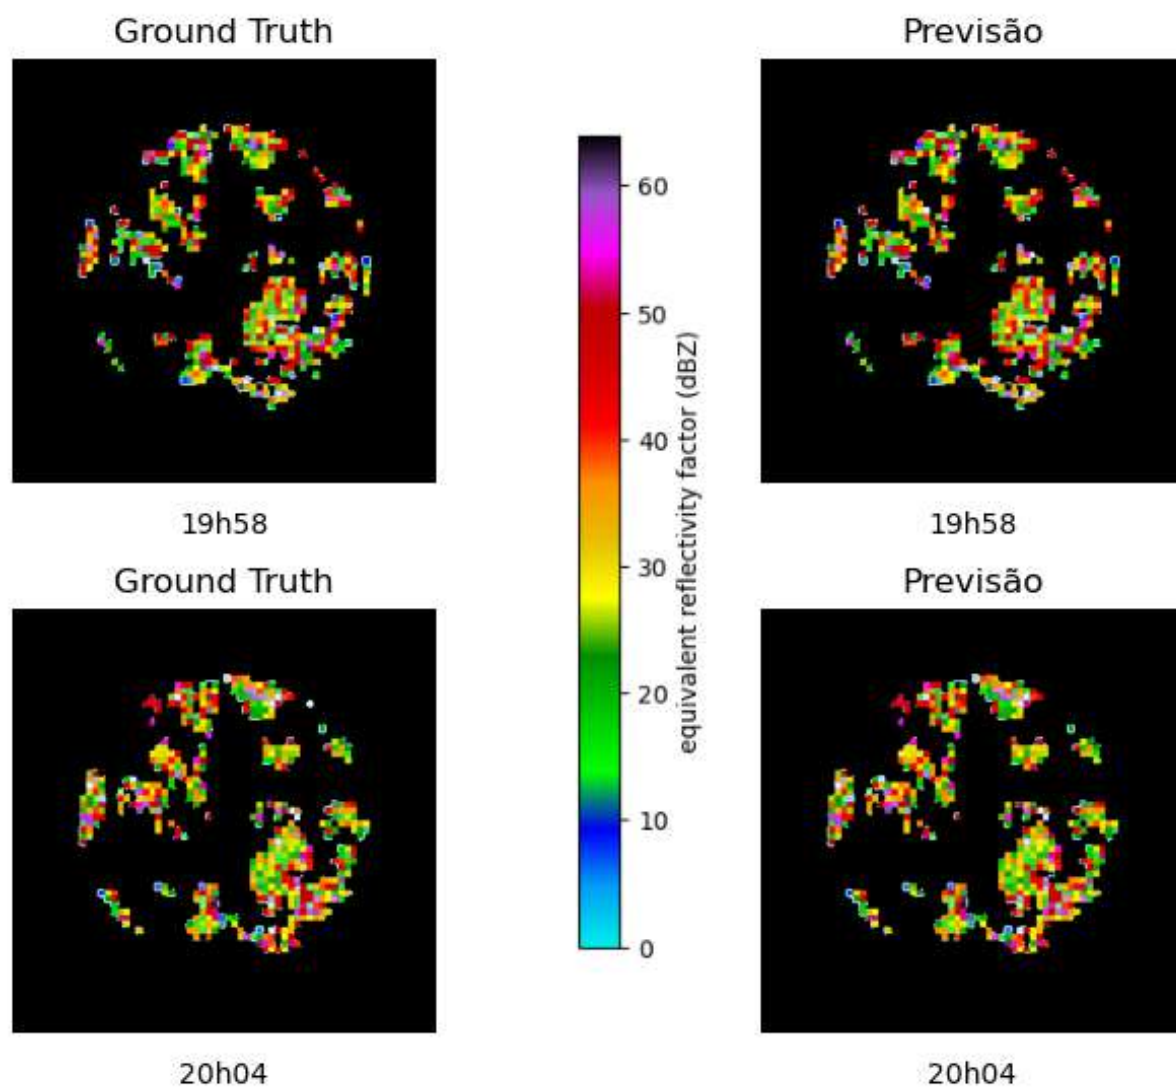 Ground Truth
Previsão
19h58
19h58
60
50
40
30
20
10
0
equivalent reflectivity factor (dBZ)
Ground Truth
Previsão
20h04
20h04